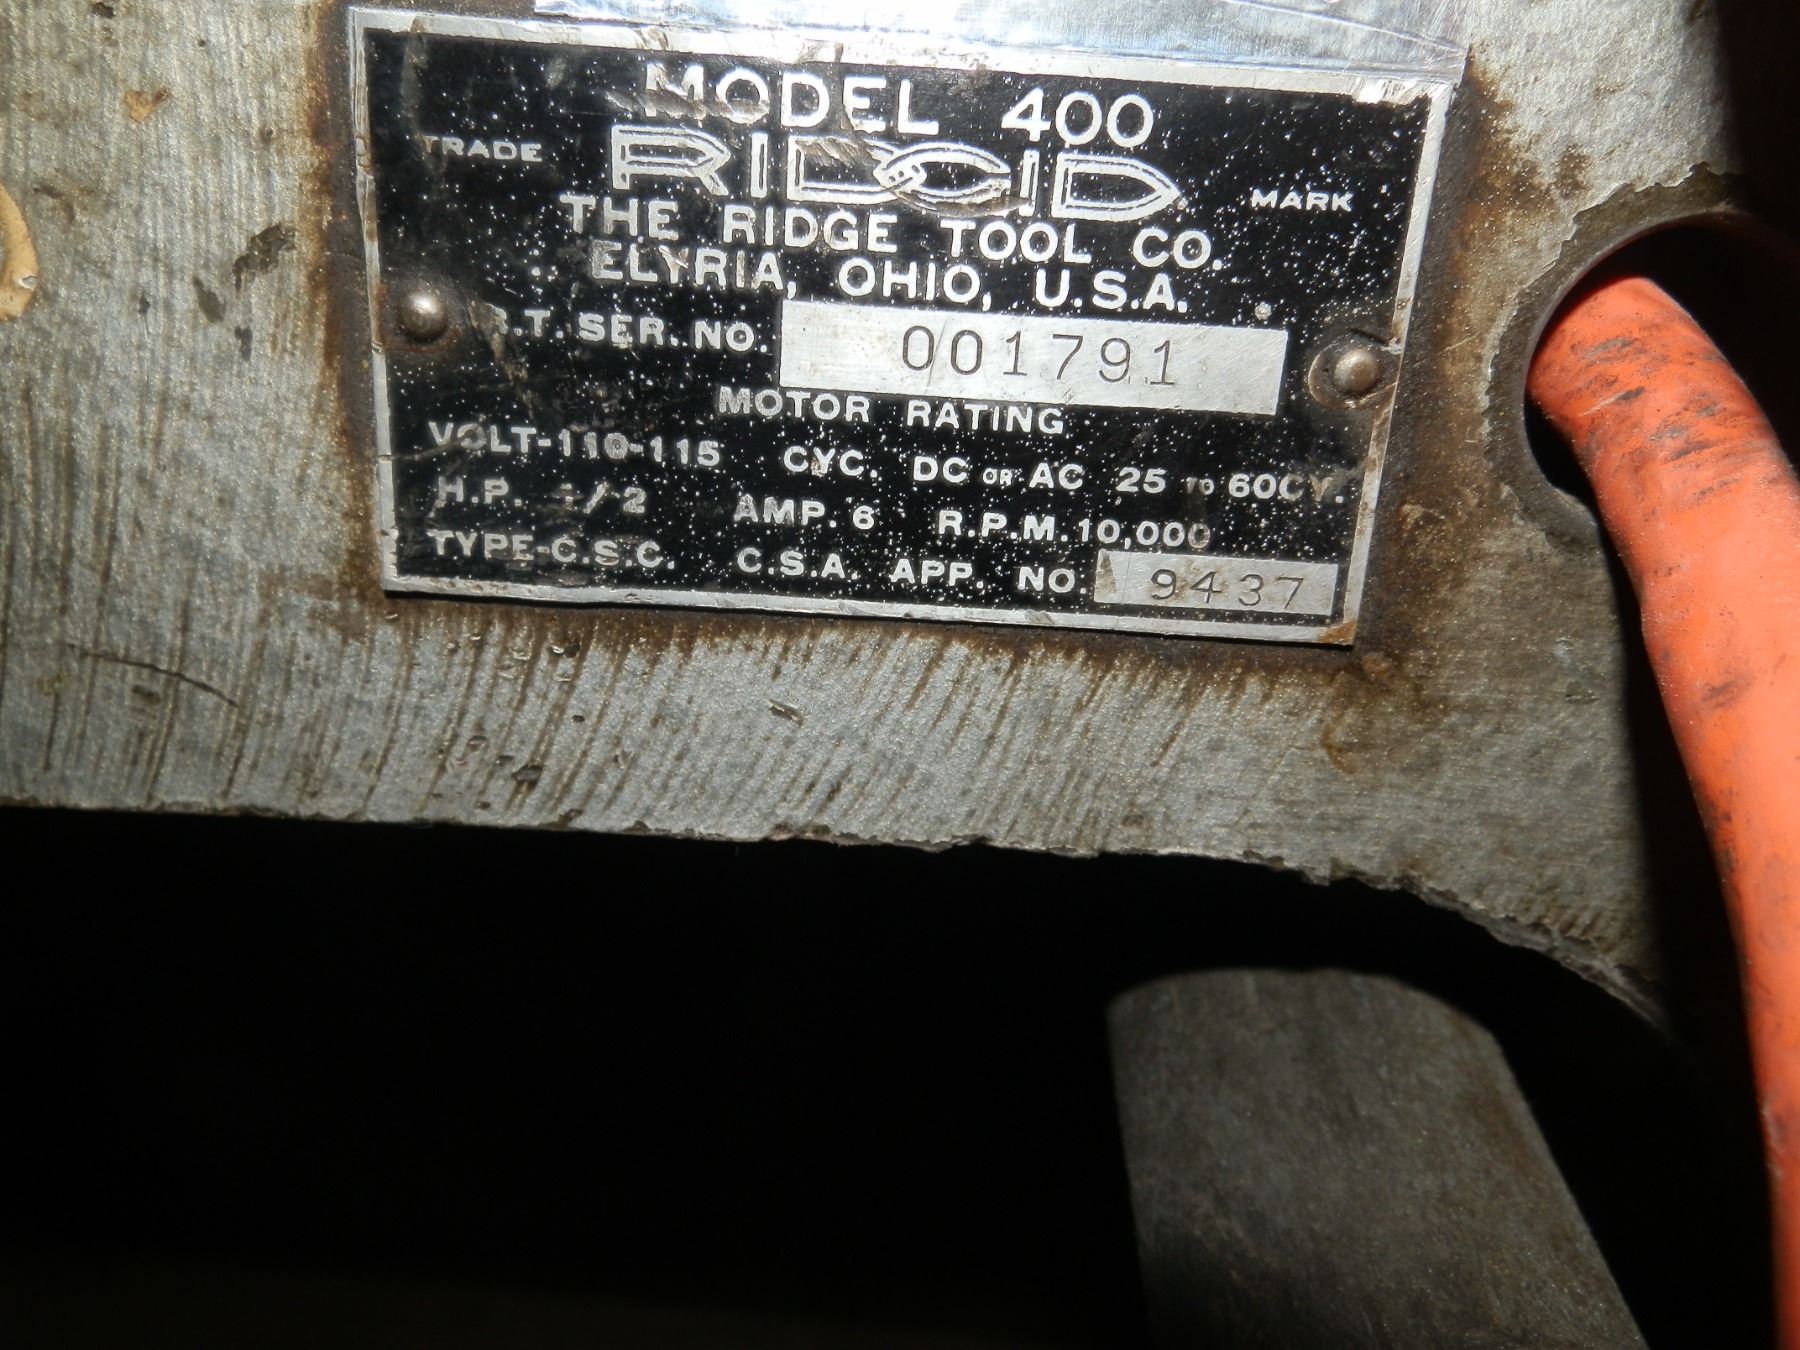 MODEL 400
TRADE RIDGID MARK
THE RIDGE TOOL CO.
ELYRIA, OHIO, U.S.A.
SER. NO. 001791
MOTOR RATING
VOLT-110-115 CYC. DC OR AC 25 TO 60CY.
H.P. 1/2 AMP. 6 R.P.M. 10,000
TYPE-C.S.C. C.S.A. APP. NO. 9437